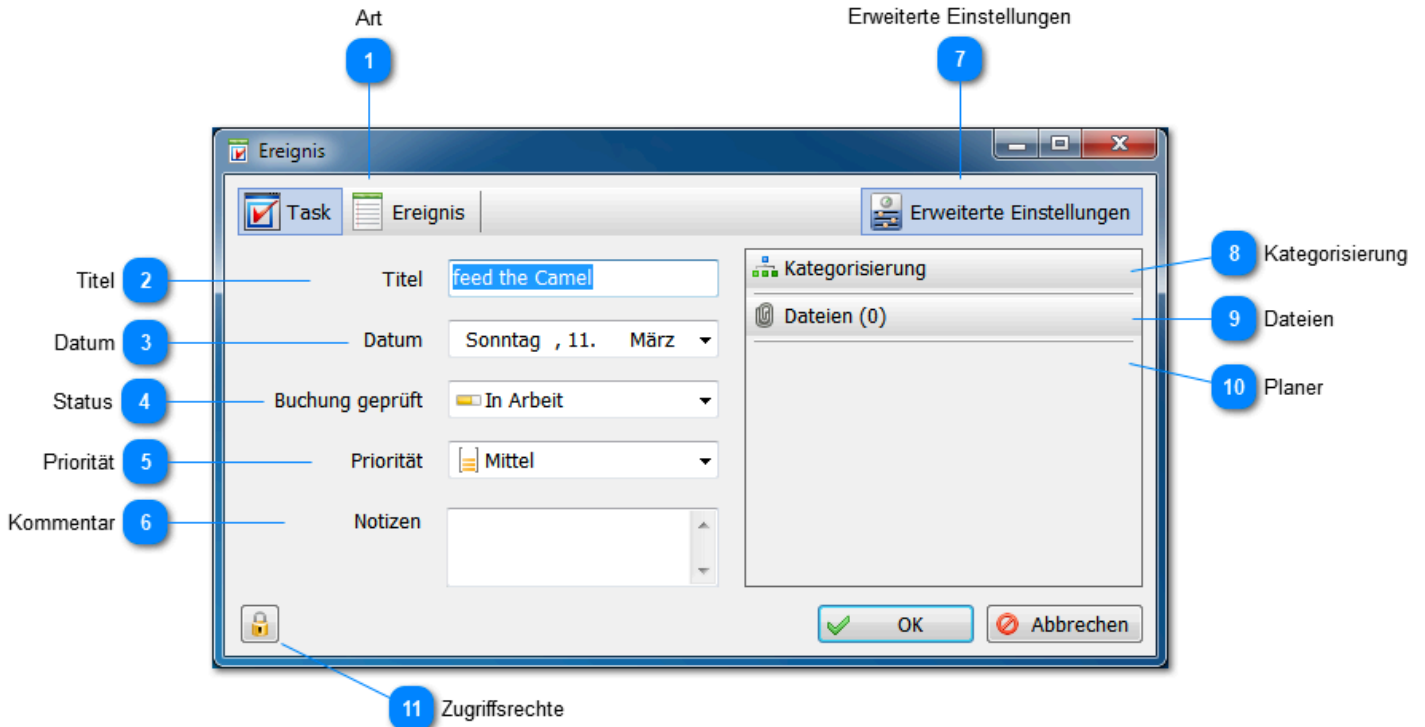 Art
Erweiterte Einstellungen
1
7
Ereignis
Task Ereignis
Erweiterte Einstellungen
Titel 2
Titel feed the Camel
Kategorisierung
8 Kategorisierung
Dateien (0)
9 Dateien
Datum 3
Datum Sonntag , 11. März
10 Planer
Status 4
Buchung geprüft In Arbeit
Priorität 5
Priorität Mittel
Kommentar 6
Notizen
OK
Abbrechen
11 Zugriffsrechte